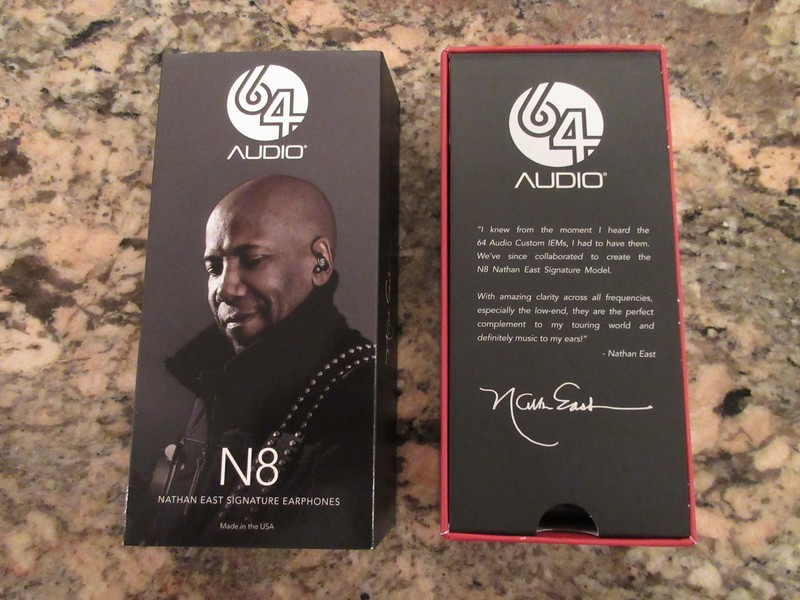 64
AUDIO®
N8
NATHAN EAST SIGNATURE EARPHONES
Made in the USA
64
AUDIO®
"I knew from the moment I heard the
64 Audio Custom IEMs, I had to have them.
We've since collaborated to create the
N8 Nathan East Signature Model.
With amazing clarity across all frequencies,
especially the low-end, they are the perfect
complement to my touring world and
definitely music to my ears!"
- Nathan East
Nathan East